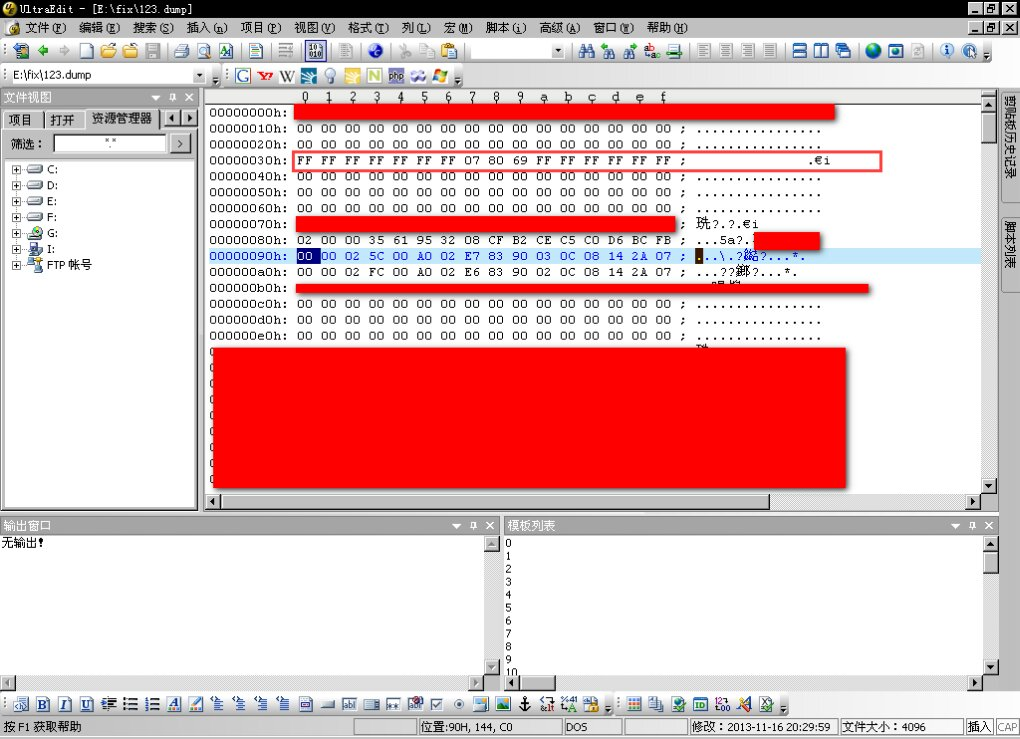 UltraEdit - [E:\fix\123.dump]
文件(F) 编辑(E) 搜索(S) 插入(n) 项目(P) 视图(V) 格式(T) 列(L) 宏(M) 脚本(i) 高级(A) 窗口(W) 帮助(H)
E:\fix\123.dump
文件视图
项目 打开 资源管理器
筛选： *.*
C:
D:
E:
F:
G:
I:
FTP 帐号
0 1 2 3 4 5 6 7 8 9 a b c d e f
00000000h:
00000010h: 00 00 00 00 00 00 00 00 00 00 00 00 00 00 00 00 ; ................
00000020h: 00 00 00 00 00 00 00 00 00 00 00 00 00 00 00 00 ; ................
00000030h: FF FF FF FF FF FF FF 07 80 69 FF FF FF FF FF FF ; .€i
00000040h: 00 00 00 00 00 00 00 00 00 00 00 00 00 00 00 00 ; ................
00000050h: 00 00 00 00 00 00 00 00 00 00 00 00 00 00 00 00 ; ................
00000060h: 00 00 00 00 00 00 00 00 00 00 00 00 00 00 00 00 ; ................
00000070h: ; 珗?.?.€i
00000080h: 02 00 00 35 61 95 32 08 CF B2 CE C5 C0 D6 BC FB ; ...5a?.
00000090h: 00 00 02 5C 00 A0 02 E7 83 90 03 0C 08 14 2A 07 ; ...\.?鐑?...*.
000000a0h: 00 00 02 FC 00 A0 02 E6 83 90 02 0C 08 14 2A 07 ; ...??鎯?...*.
000000b0h:
000000c0h: 00 00 00 00 00 00 00 00 00 00 00 00 00 00 00 00 ; ................
000000d0h: 00 00 00 00 00 00 00 00 00 00 00 00 00 00 00 00 ; ................
000000e0h: 00 00 00 00 00 00 00 00 00 00 00 00 00 00 00 00 ; ................
剪贴板历史记录
脚本列表
输出窗口
无输出!
模板列表
0
1
2
3
4
5
6
7
8
9
10
按 F1 获取帮助 位置: 90H, 144, C0 DOS 修改: 2013-11-16 20:29:59 文件大小: 4096 插入 CAP